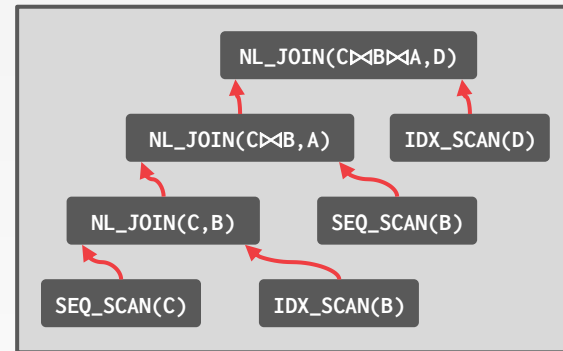 NL_JOIN(C⨝B⨝A,D)
NL_JOIN(C⨝B,A)
IDX_SCAN(D)
NL_JOIN(C,B)
SEQ_SCAN(B)
SEQ_SCAN(C)
IDX_SCAN(B)